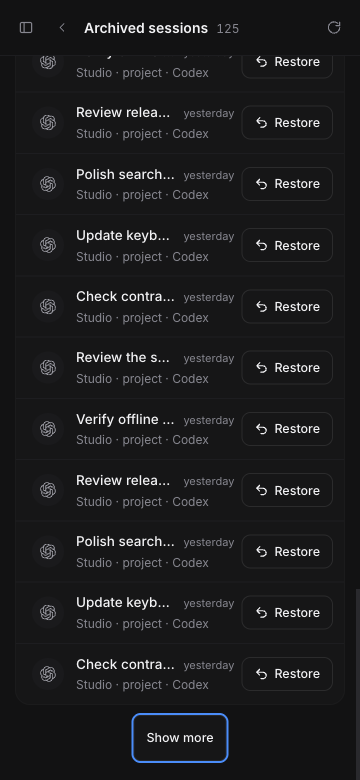 Archived sessions 125
Restore
Studio · project · Codex
Review relea... yesterday
Studio · project · Codex
Restore
Polish search... yesterday
Studio · project · Codex
Restore
Update keyb... yesterday
Studio · project · Codex
Restore
Check contra... yesterday
Studio · project · Codex
Restore
Review the s... yesterday
Studio · project · Codex
Restore
Verify offline ... yesterday
Studio · project · Codex
Restore
Review relea... yesterday
Studio · project · Codex
Restore
Polish search... yesterday
Studio · project · Codex
Restore
Update keyb... yesterday
Studio · project · Codex
Restore
Check contra... yesterday
Studio · project · Codex
Restore
Show more